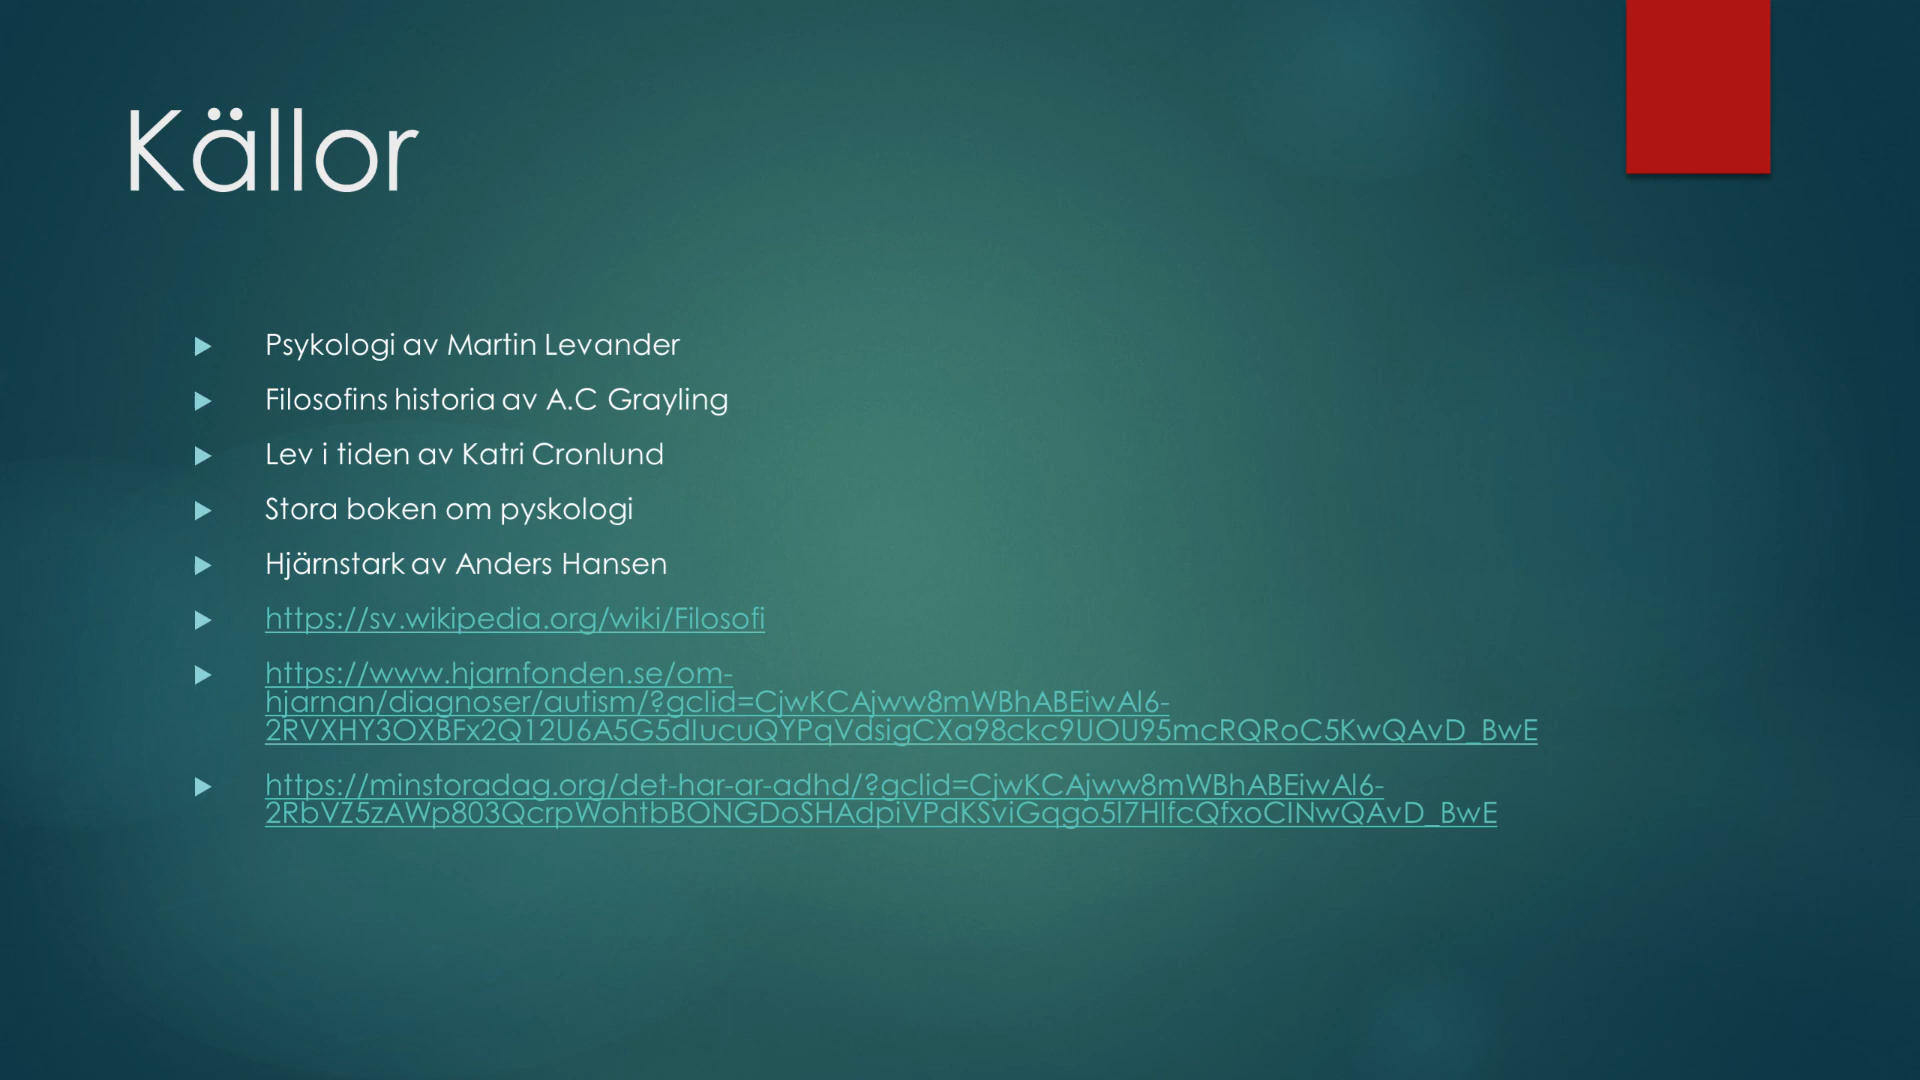 Källor
Psykologi av Martin Levander
Filosofins historia av A.C Grayling
Lev i tiden av Katri Cronlund
Stora boken om pyskologi
Hjärnstark av Anders Hansen
https://sv.wikipedia.org/wiki/Filosofi
https://www.hjarnfonden.se/om-
hjarnan/diagnoser/autism/?gclid=CjwKCAjww8mWBhABEiwAl6-
2RVXHY3OXBFx2Q12U6A5G5dIucuQYPqVdsigCXa98ckc9UOU95mcRQRoC5KwQAvD_BwE
https://minstoradag.org/det-har-ar-adhd/?gclid=CjwKCAjww8mWBhABEiwAl6-
2RbVZ5zAWp803QcrpWohtbBONGDoSHAdpiVPdKSviGqgo5I7HlfcQfxoCINwQAvD_BwE